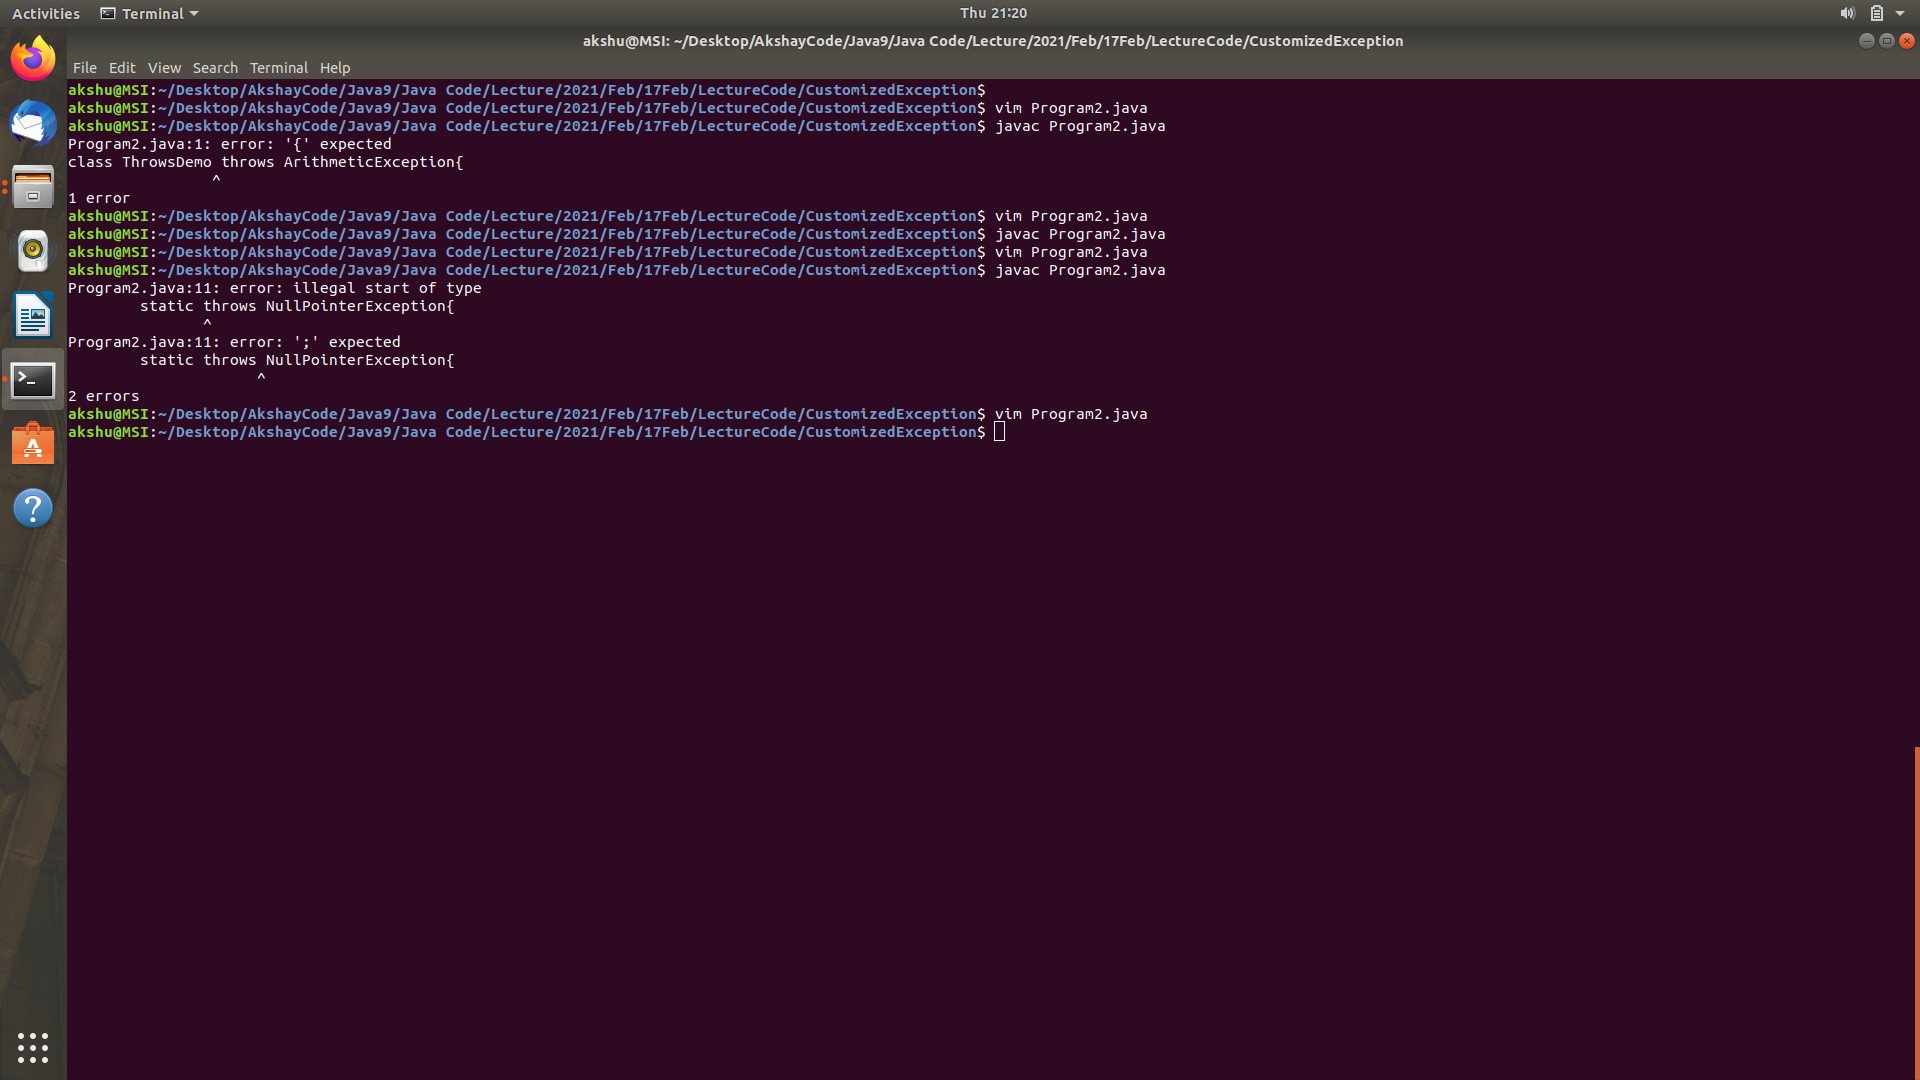 Activities Terminal Thu 21:20
akshu@MSI: ~/Desktop/AkshayCode/Java9/Java Code/Lecture/2021/Feb/17Feb/LectureCode/CustomizedException
File Edit View Search Terminal Help
akshu@MSI:~/Desktop/AkshayCode/Java9/Java Code/Lecture/2021/Feb/17Feb/LectureCode/CustomizedException$
akshu@MSI:~/Desktop/AkshayCode/Java9/Java Code/Lecture/2021/Feb/17Feb/LectureCode/CustomizedException$ vim Program2.java
akshu@MSI:~/Desktop/AkshayCode/Java9/Java Code/Lecture/2021/Feb/17Feb/LectureCode/CustomizedException$ javac Program2.java
Program2.java:1: error: '{' expected
class ThrowsDemo throws ArithmeticException{
                ^
1 error
akshu@MSI:~/Desktop/AkshayCode/Java9/Java Code/Lecture/2021/Feb/17Feb/LectureCode/CustomizedException$ vim Program2.java
akshu@MSI:~/Desktop/AkshayCode/Java9/Java Code/Lecture/2021/Feb/17Feb/LectureCode/CustomizedException$ javac Program2.java
akshu@MSI:~/Desktop/AkshayCode/Java9/Java Code/Lecture/2021/Feb/17Feb/LectureCode/CustomizedException$ vim Program2.java
akshu@MSI:~/Desktop/AkshayCode/Java9/Java Code/Lecture/2021/Feb/17Feb/LectureCode/CustomizedException$ javac Program2.java
Program2.java:11: error: illegal start of type
        static throws NullPointerException{
               ^
Program2.java:11: error: ';' expected
        static throws NullPointerException{
                     ^
2 errors
akshu@MSI:~/Desktop/AkshayCode/Java9/Java Code/Lecture/2021/Feb/17Feb/LectureCode/CustomizedException$ vim Program2.java
akshu@MSI:~/Desktop/AkshayCode/Java9/Java Code/Lecture/2021/Feb/17Feb/LectureCode/CustomizedException$